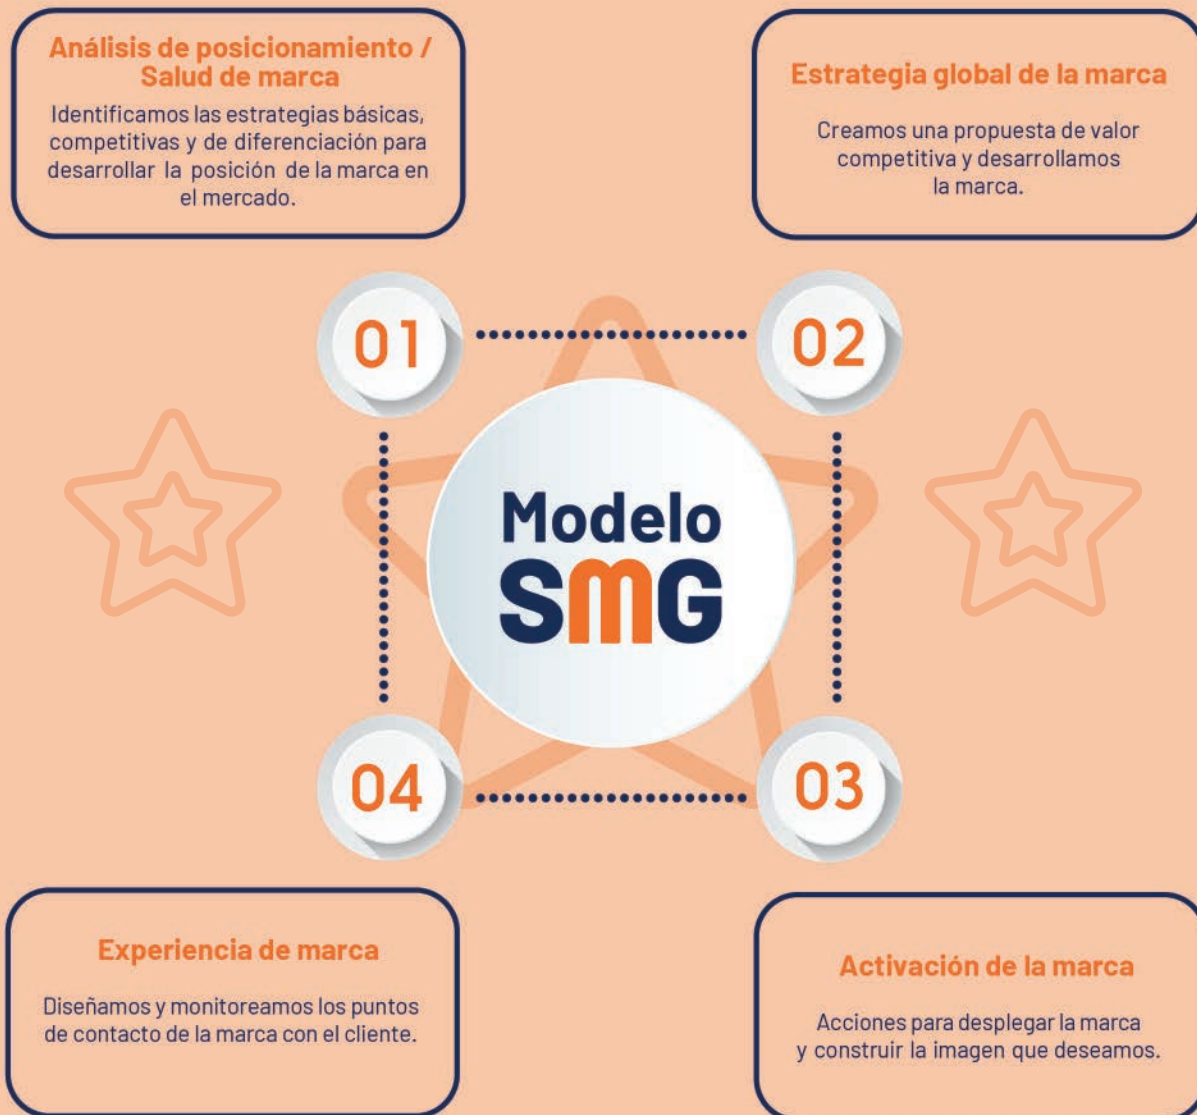 Análisis de posicionamiento /
Salud de marca
Identificamos las estrategias básicas,
competitivas y de diferenciación para
desarrollar la posición de la marca en
el mercado.
Estrategia global de la marca
Creamos una propuesta de valor
competitiva y desarrollamos
la marca.
01
02
Modelo
SMG
04
03
Experiencia de marca
Diseñamos y monitoreamos los puntos
de contacto de la marca con el cliente.
Activación de la marca
Acciones para desplegar la marca
y construir la imagen que deseamos.